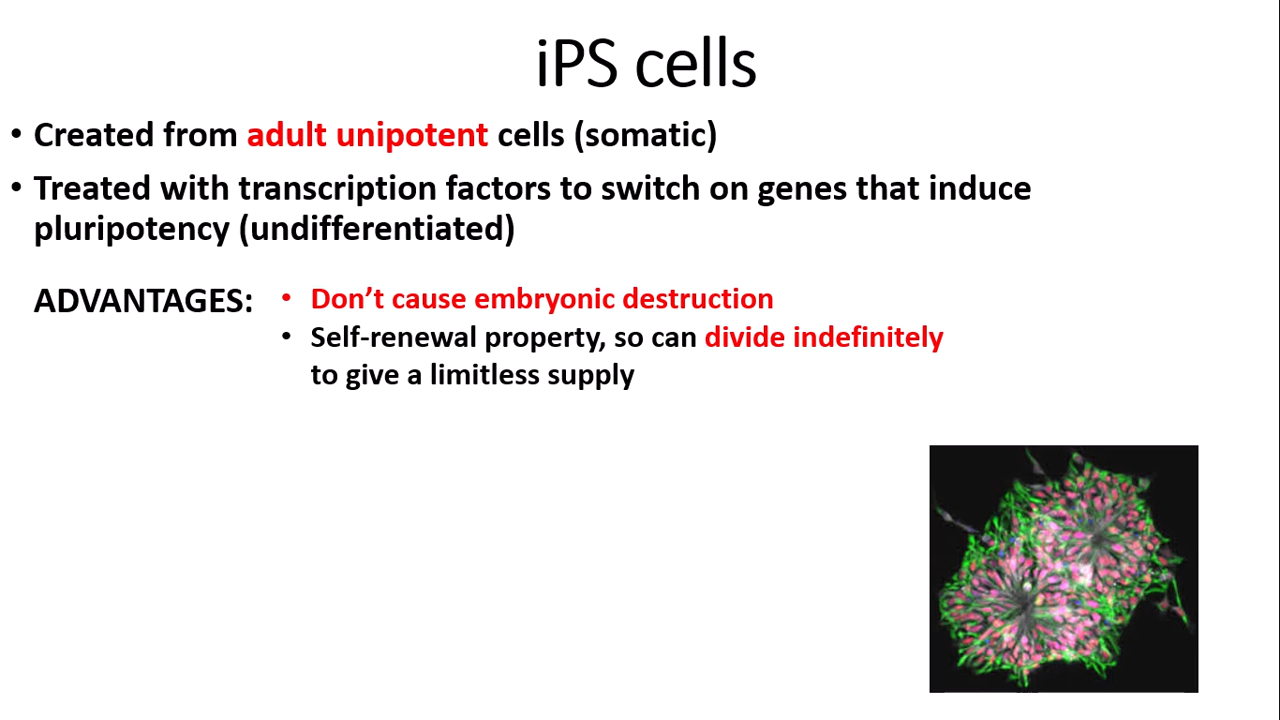 iPS cells
• Created from adult unipotent cells (somatic)
• Treated with transcription factors to switch on genes that induce
pluripotency (undifferentiated)
ADVANTAGES:
• Don’t cause embryonic destruction
• Self-renewal property, so can divide indefinitely
to give a limitless supply